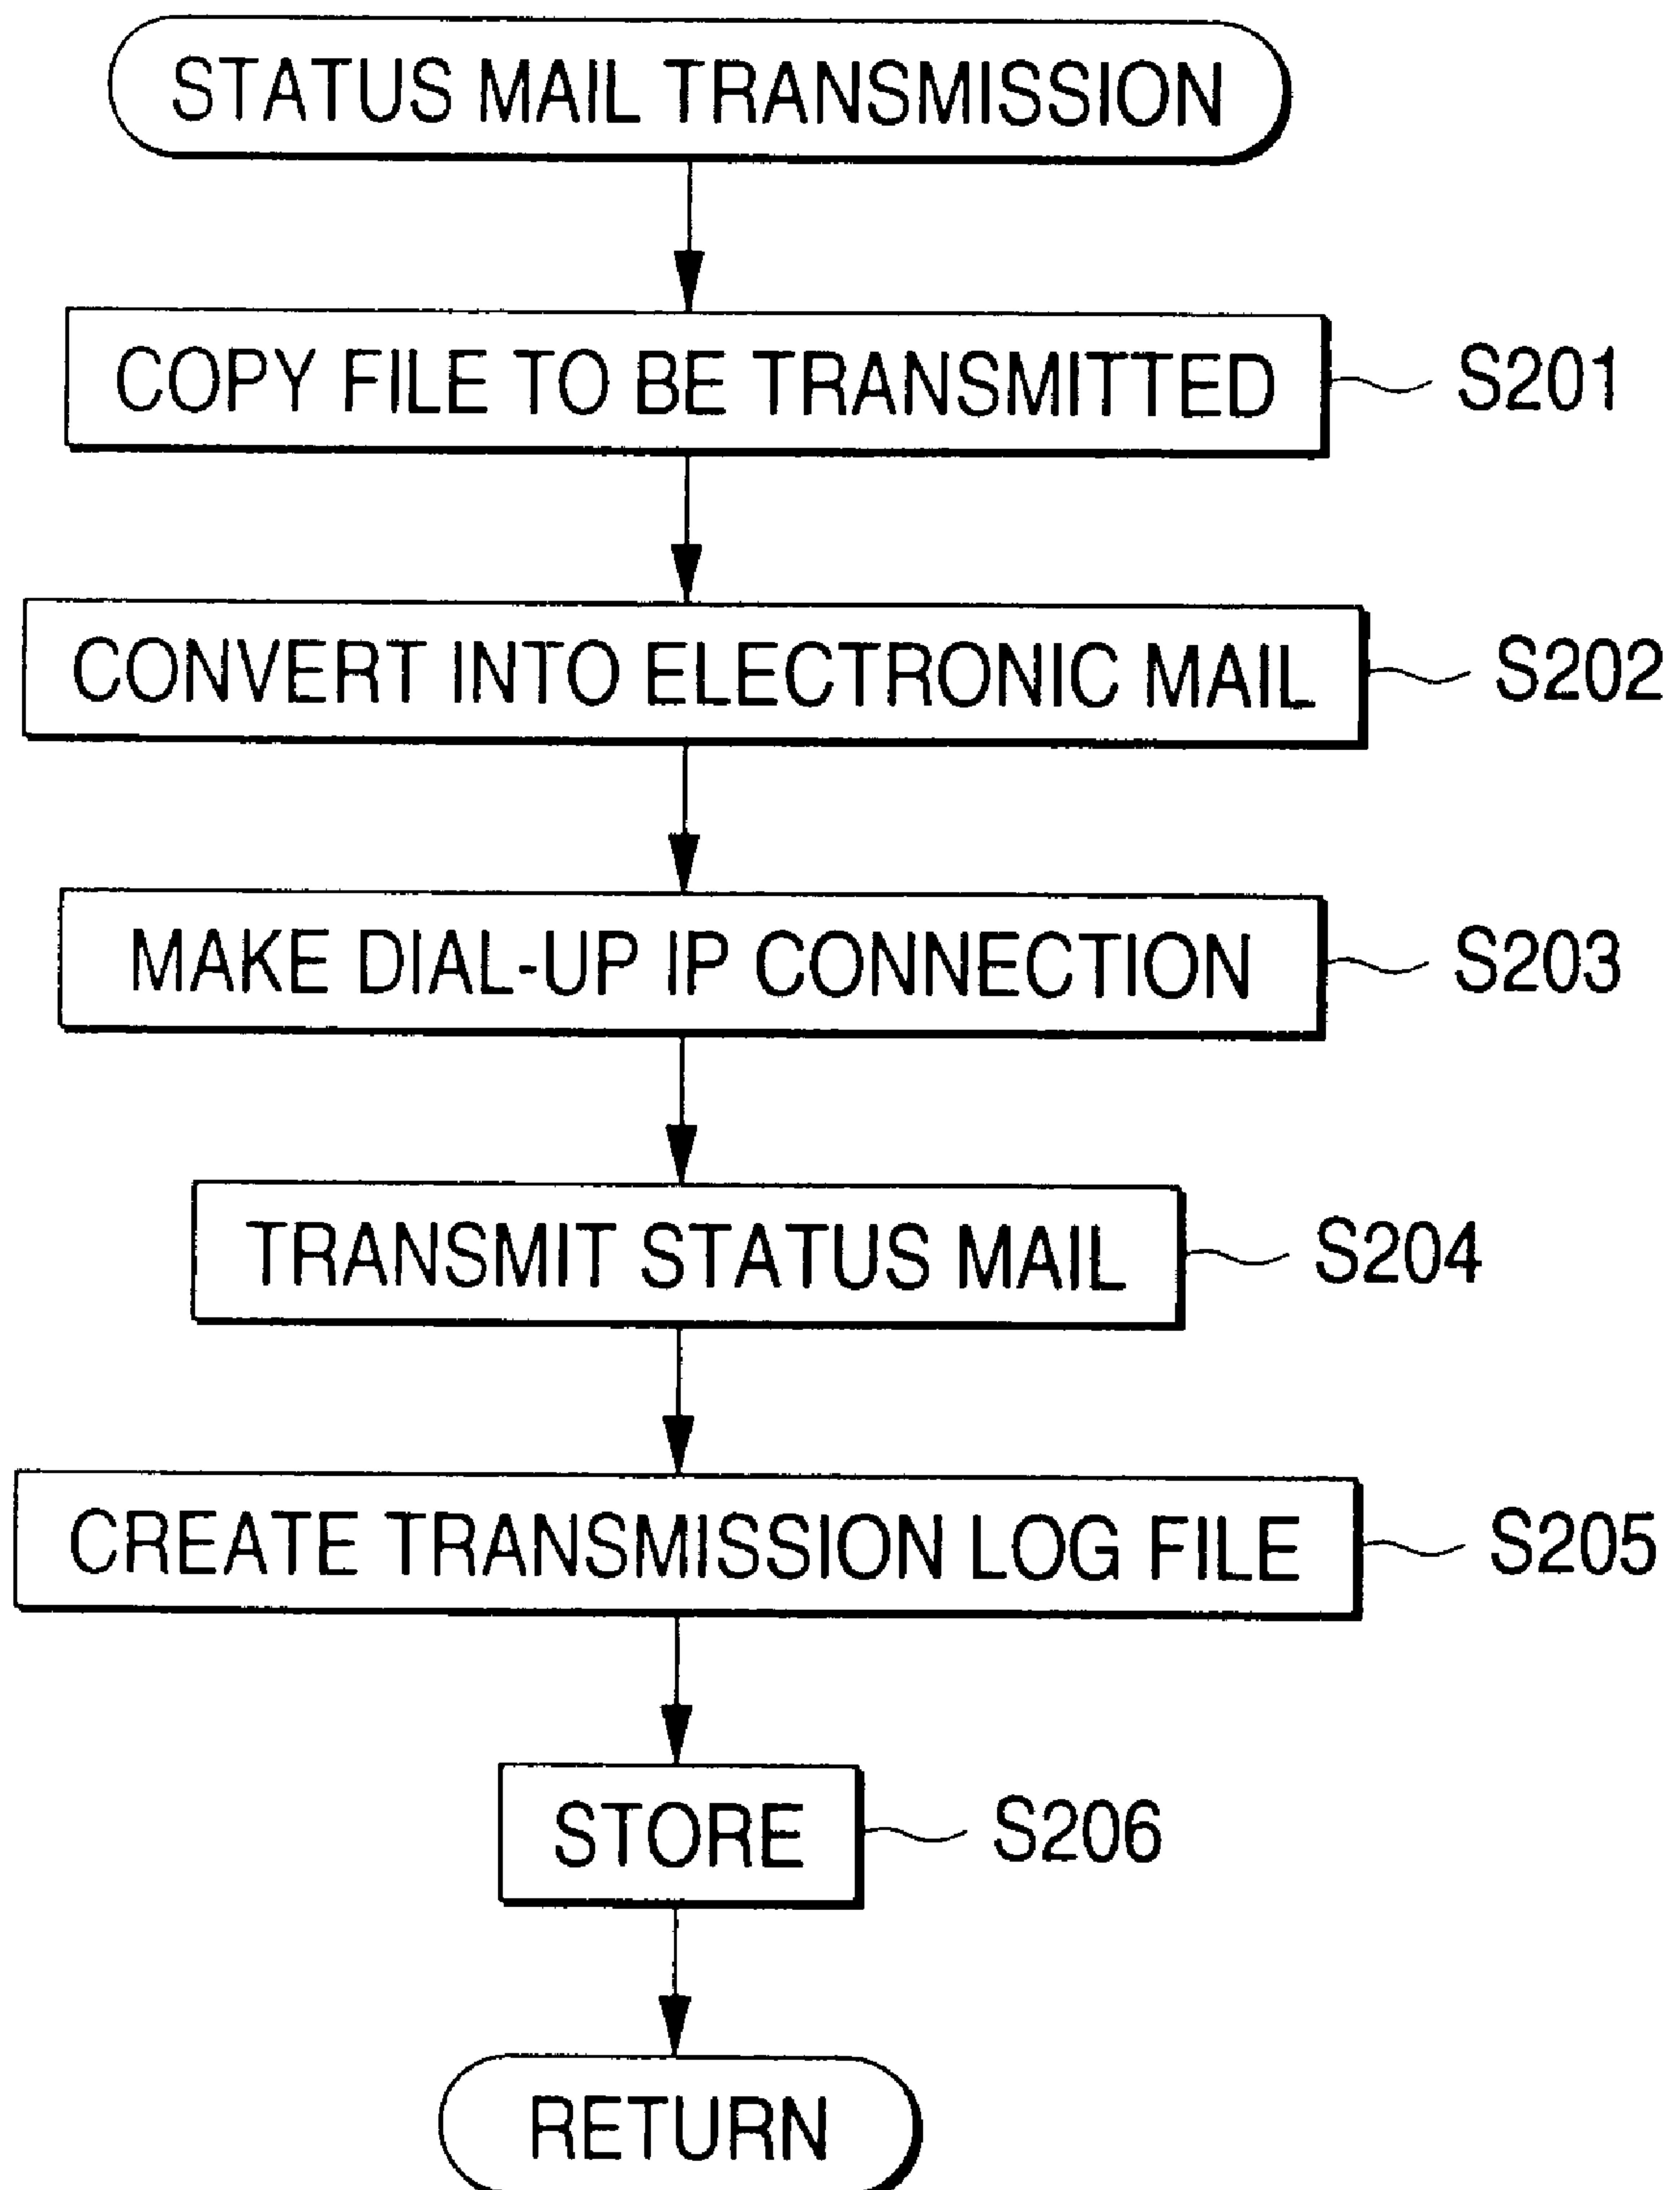 STATUS MAIL TRANSMISSION
COPY FILE TO BE TRANSMITTED S201
CONVERT INTO ELECTRONIC MAIL S202
MAKE DIAL-UP IP CONNECTION S203
TRANSMIT STATUS MAIL S204
CREATE TRANSMISSION LOG FILE S205
STORE S206
RETURN